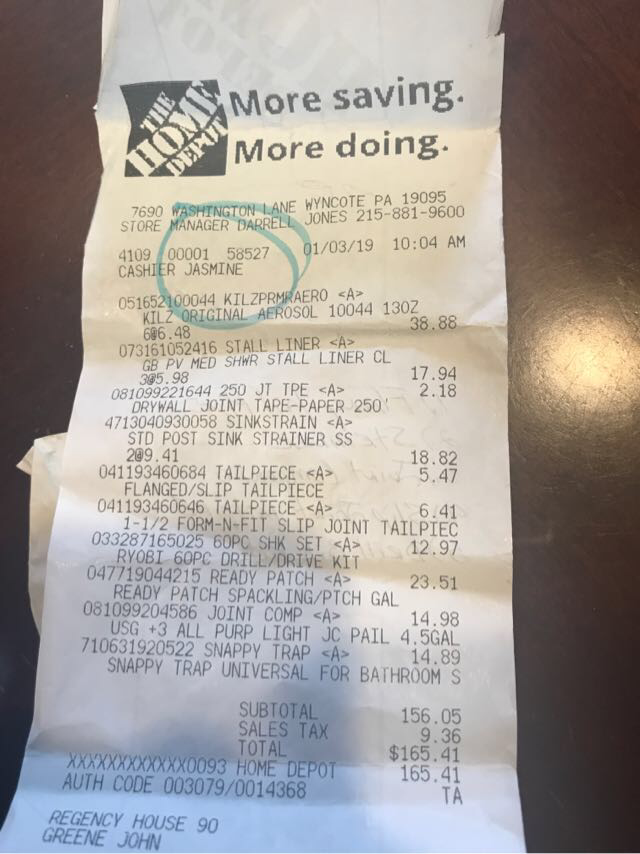 THE
HOME
DEPOT
More saving.
More doing.
7690 WASHINGTON LANE WYNCOTE PA 19095
STORE MANAGER DARRELL JONES 215-881-9600
4109 00001 58527 01/03/19 10:04 AM
CASHIER JASMINE
051652100044 KILZPRMRAERO <A>
KILZ ORIGINAL AEROSOL 10044 13OZ
6@6.48 38.88
073161052416 STALL LINER <A>
GB PV MED SHWR STALL LINER CL
3@5.98 17.94
081099221644 250 JT TPE <A> 2.18
DRYWALL JOINT TAPE-PAPER 250'
4713040930058 SINKSTRAIN <A>
STD POST SINK STRAINER SS
2@9.41 18.82
041193460684 TAILPIECE <A> 5.47
FLANGED/SLIP TAILPIECE
041193460646 TAILPIECE <A> 6.41
1-1/2 FORM-N-FIT SLIP JOINT TAILPIEC
033287165025 60PC SHK SET <A> 12.97
RYOBI 60PC DRILL/DRIVE KIT
047719044215 READY PATCH <A> 23.51
READY PATCH SPACKLING/PTCH GAL
081099204586 JOINT COMP <A> 14.98
USG +3 ALL PURP LIGHT JC PAIL 4.5GAL
710631920522 SNAPPY TRAP <A> 14.89
SNAPPY TRAP UNIVERSAL FOR BATHROOM S
SUBTOTAL 156.05
SALES TAX 9.36
TOTAL $165.41
XXXXXXXXXXXX0093 HOME DEPOT 165.41
AUTH CODE 003079/0014368 TA
REGENCY HOUSE 90
GREENE JOHN